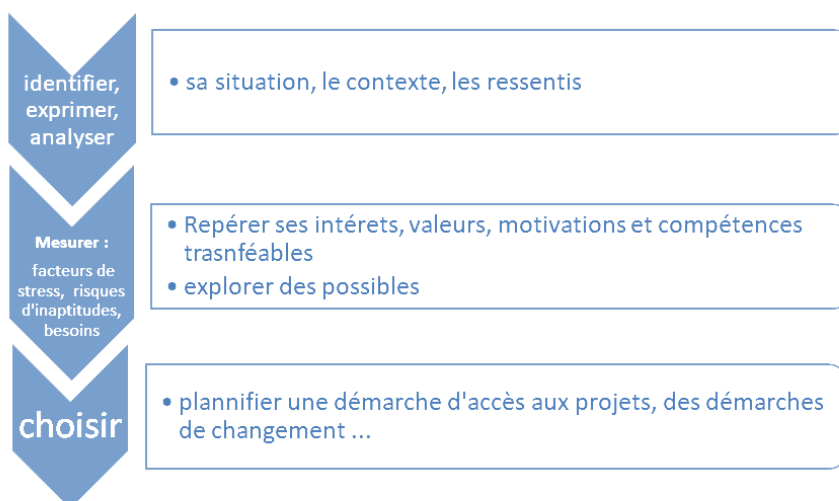 identifier,
exprimer,
analyser
• sa situation, le contexte, les ressentis
Mesurer :
facteurs de
stress, risques
d'inaptitudes,
besoins
• Repérer ses intérets, valeurs, motivations et compétences
trasnféables
• explorer des possibles
choisir
• plannifier une démarche d'accès aux projets, des démarches
de changement ...